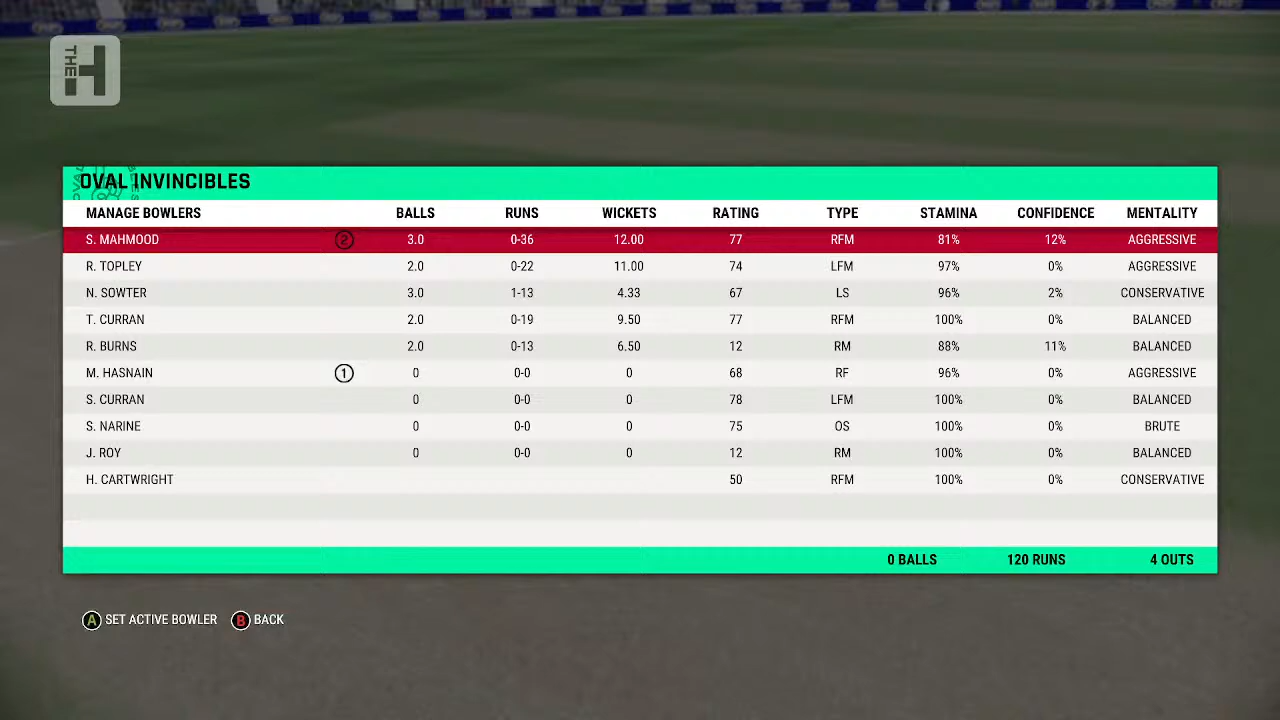 THE H
OVAL INVINCIBLES
MANAGE BOWLERS BALLS RUNS WICKETS RATING TYPE STAMINA CONFIDENCE MENTALITY
S. MAHMOOD 2 3.0 0-36 12.00 77 RFM 81% 12% AGGRESSIVE
R. TOPLEY 2.0 0-22 11.00 74 LFM 97% 0% AGGRESSIVE
N. SOWTER 3.0 1-13 4.33 67 LS 96% 2% CONSERVATIVE
T. CURRAN 2.0 0-19 9.50 77 RFM 100% 0% BALANCED
R. BURNS 2.0 0-13 6.50 12 RM 88% 11% BALANCED
M. HASNAIN 1 0 0-0 0 68 RF 96% 0% AGGRESSIVE
S. CURRAN 0 0-0 0 78 LFM 100% 0% BALANCED
S. NARINE 0 0-0 0 75 OS 100% 0% BRUTE
J. ROY 0 0-0 0 12 RM 100% 0% BALANCED
H. CARTWRIGHT 50 RFM 100% 0% CONSERVATIVE
0 BALLS 120 RUNS 4 OUTS
A SET ACTIVE BOWLER B BACK